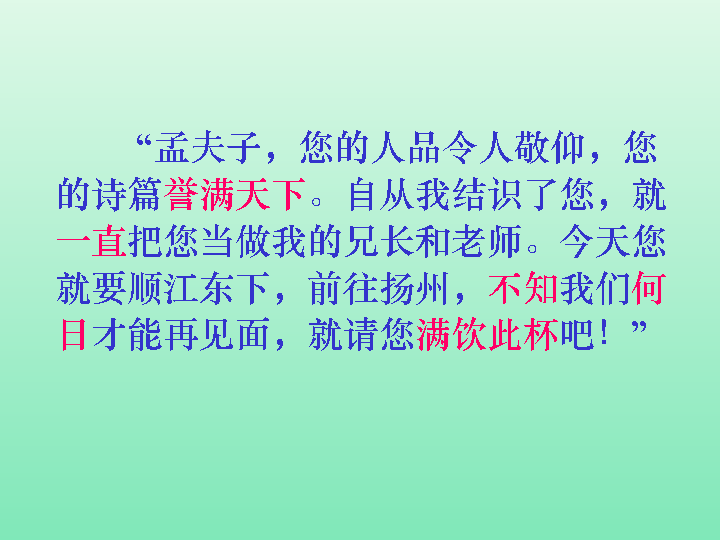 “孟夫子，您的人品令人敬仰，您
的诗篇誉满天下。自从我结识了您，就
一直把您当做我的兄长和老师。今天您
就要顺江东下，前往扬州，不知我们何
日才能再见面，就请您满饮此杯吧！”